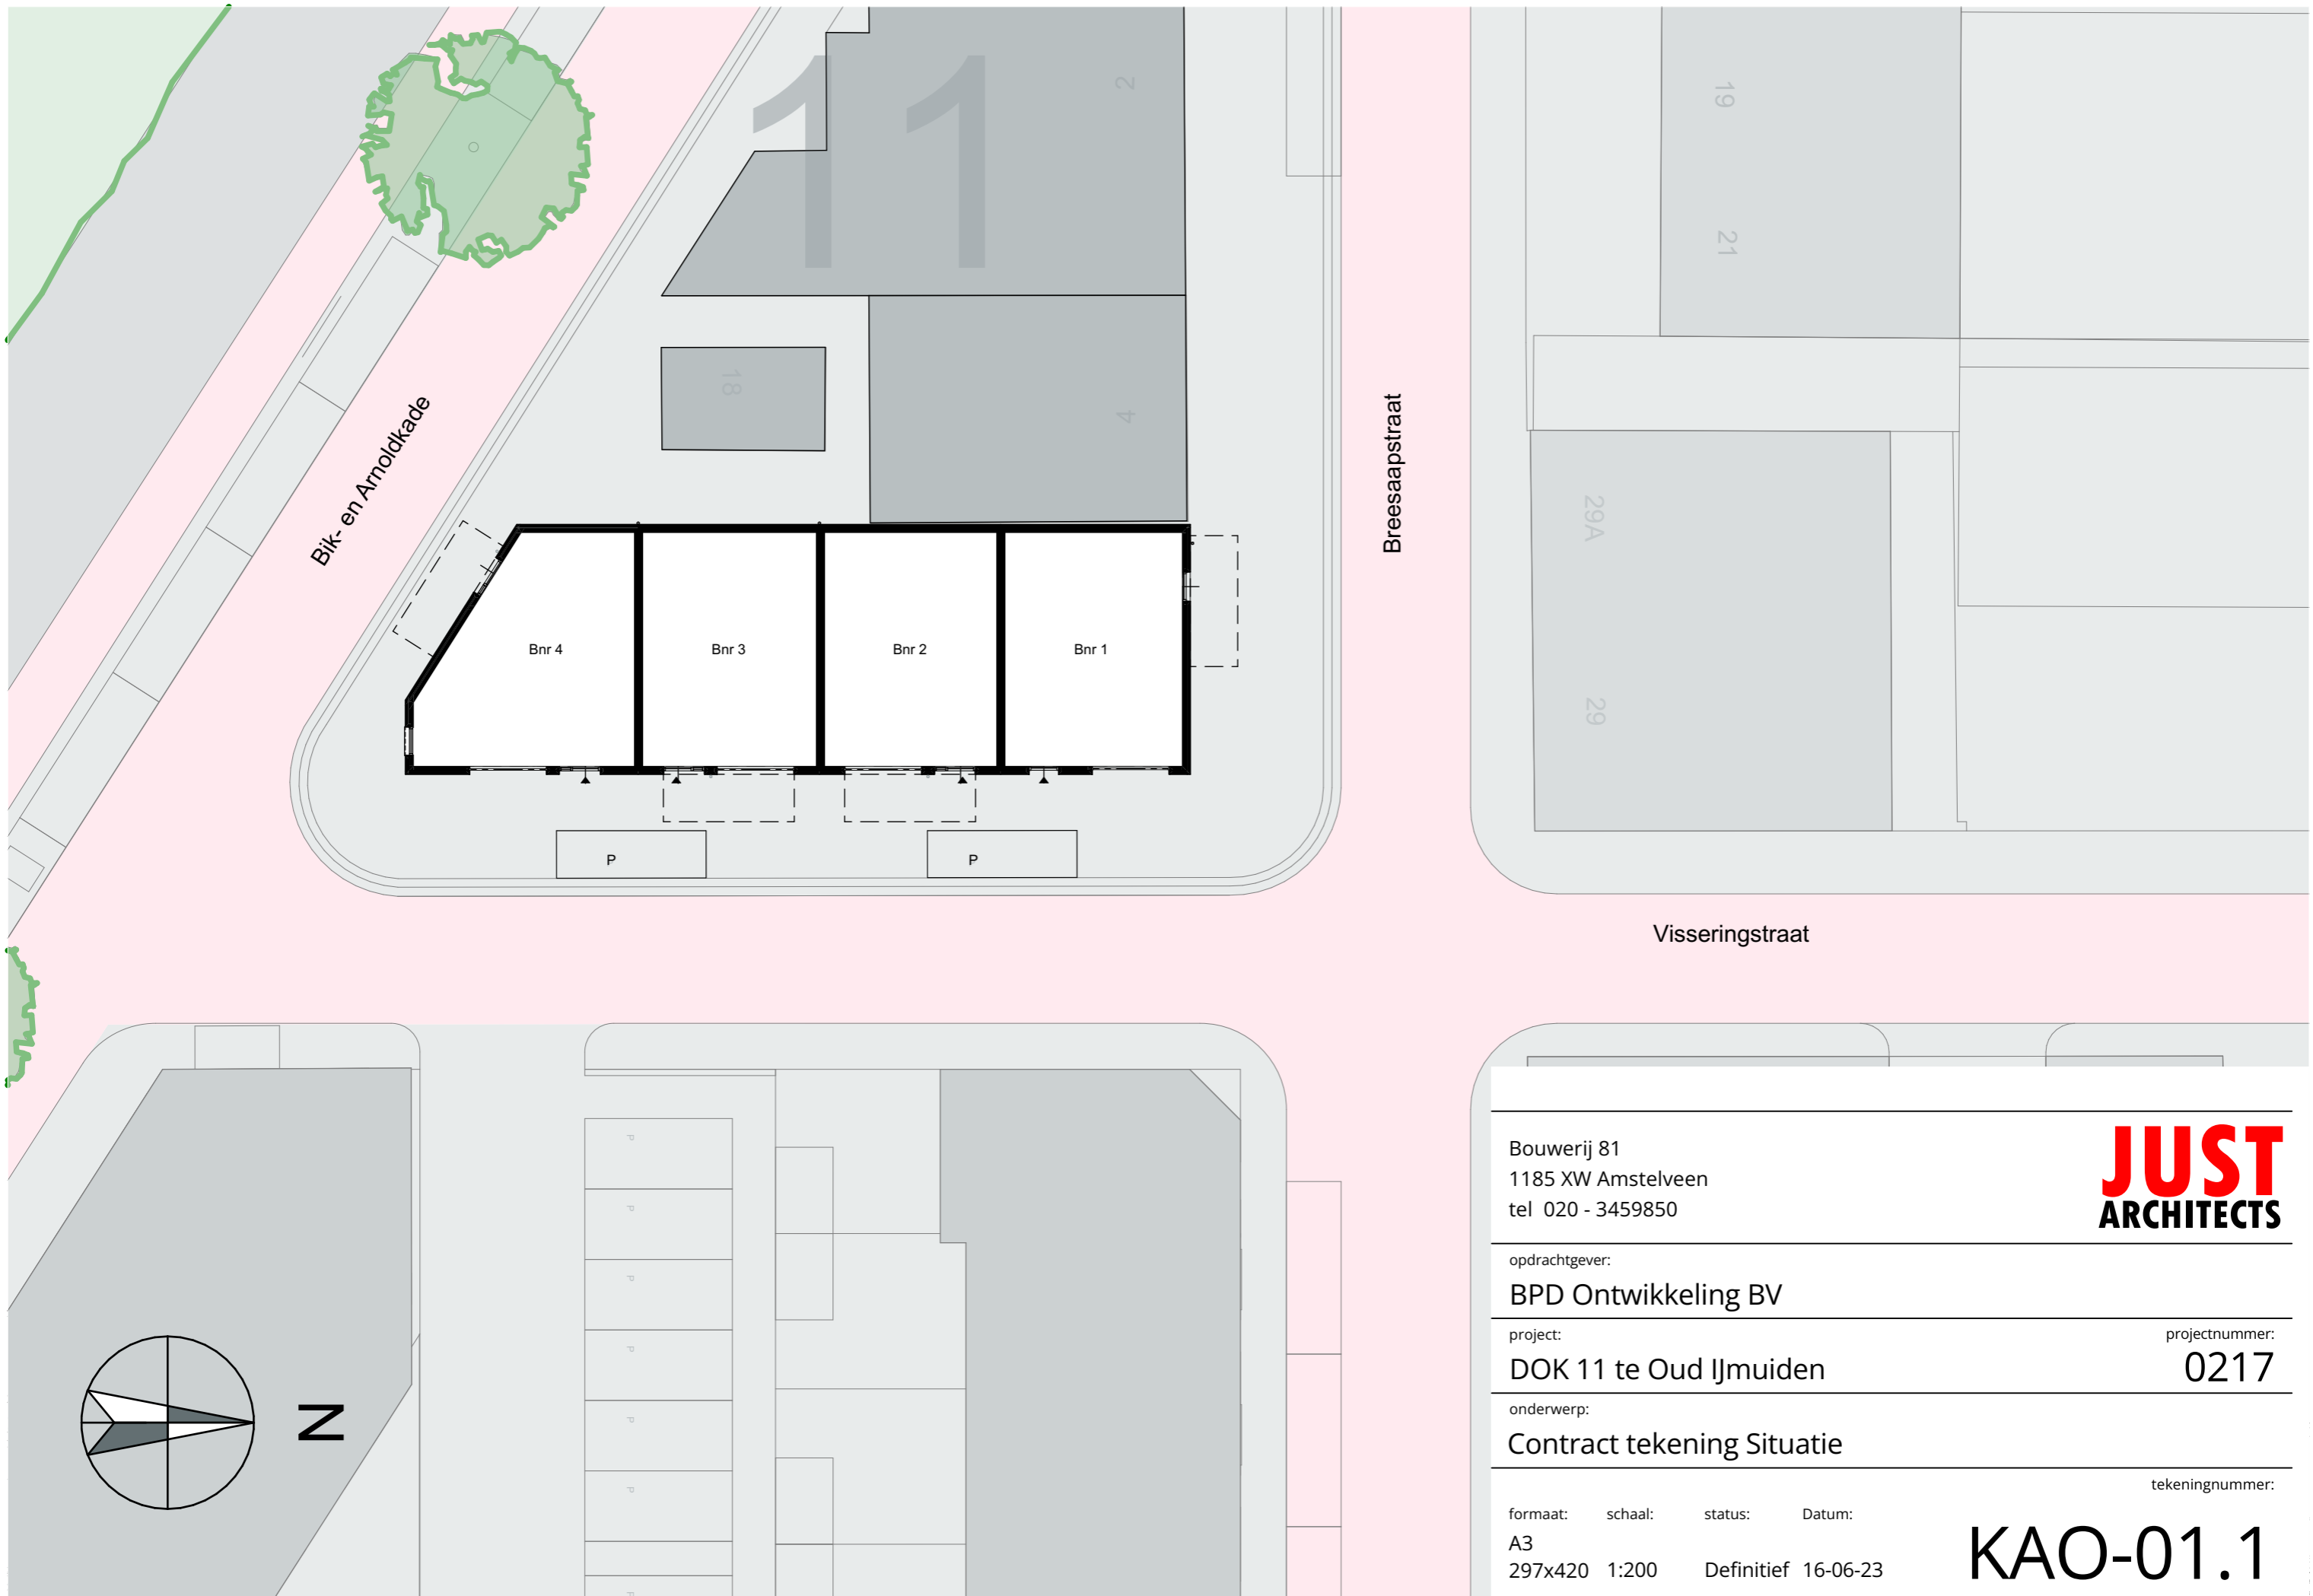 11
2
19
21
18
4
Bik- en Arnoldkade
Breesaapstraat
29A
29
Bnr 4
Bnr 3
Bnr 2
Bnr 1
P
P
Visseringstraat
P
P
P
P
P
P
P
N
Bouwerij 81
1185 XW Amstelveen
tel 020 - 3459850
JUST
ARCHITECTS
opdrachtgever:
BPD Ontwikkeling BV
project:
DOK 11 te Oud IJmuiden
projectnummer:
0217
onderwerp:
Contract tekening Situatie
tekeningnummer:
formaat: schaal: status: Datum:
A3
297x420 1:200 Definitief 16-06-23
KAO-01.1